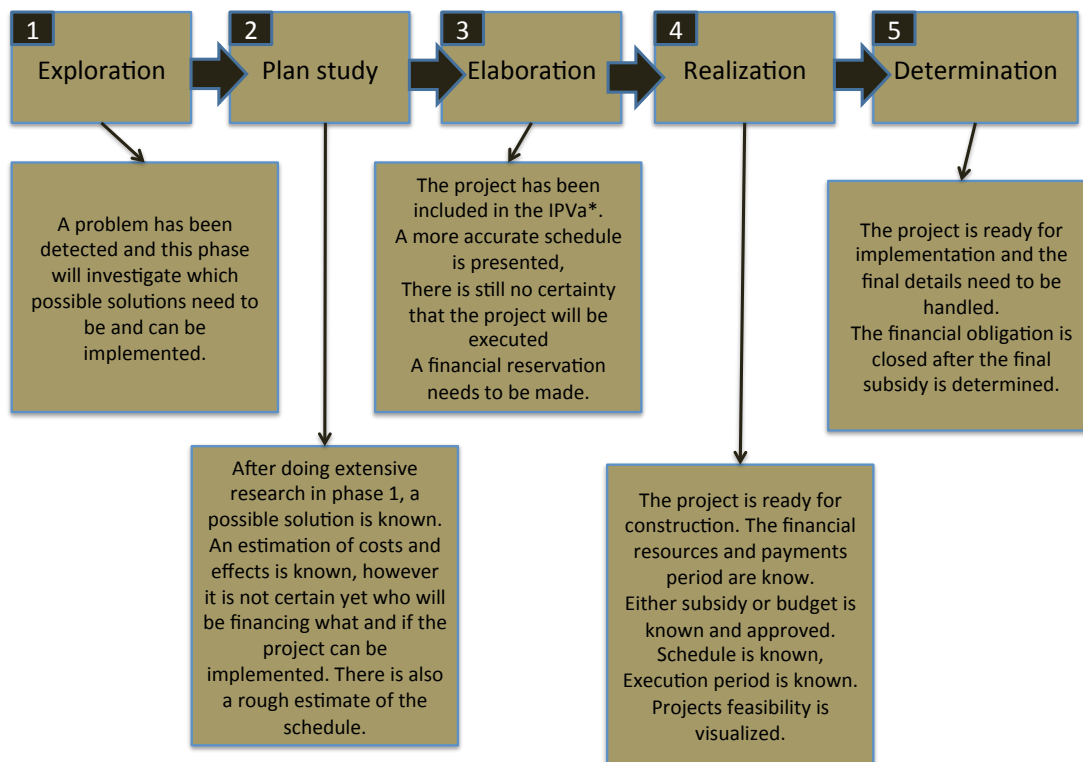 1
Exploration
2
Plan study
3
Elaboration
4
Realization
5
Determination
A problem has been
detected and this phase
will investigate which
possible solutions need to
be and can be
implemented.
After doing extensive
research in phase 1, a
possible solution is known.
An estimation of costs and
effects is known, however
it is not certain yet who will
be financing what and if the
project can be
implemented. There is also
a rough estimate of the
schedule.
The project has been
included in the IPVa*.
A more accurate schedule
is presented,
There is still no certainty
that the project will be
executed
A financial reservation
needs to be made.
The project is ready for
construction. The financial
resources and payments
period are know.
Either subsidy or budget is
known and approved.
Schedule is known,
Execution period is known.
Projects feasibility is
visualized.
The project is ready for
implementation and the
final details need to be
handled.
The financial obligation is
closed after the final
subsidy is determined.